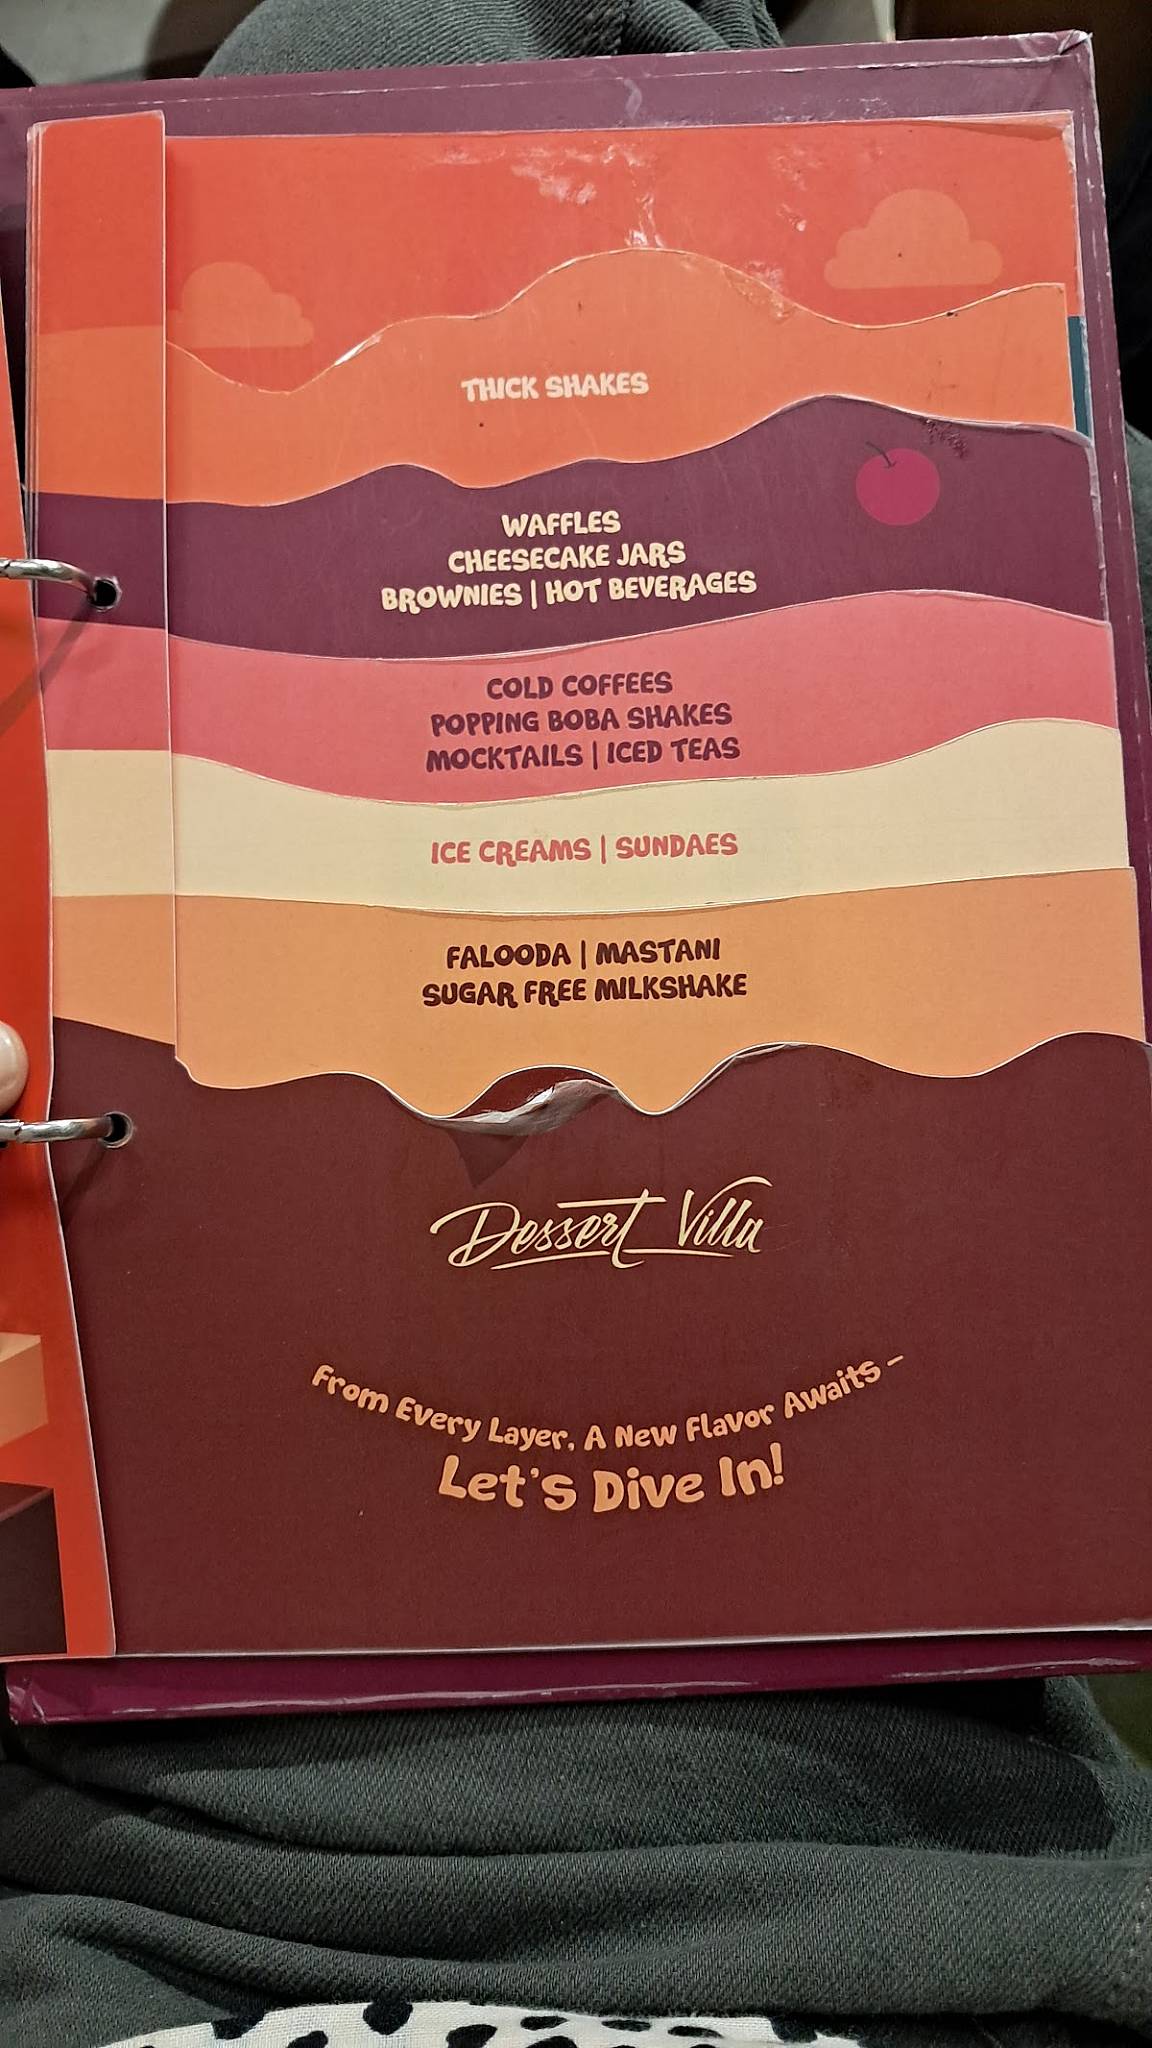 THICK SHAKES
WAFFLES
CHEESECAKE JARS
BROWNIES | HOT BEVERAGES
COLD COFFEES
POPPING BOBA SHAKES
MOCKTAILS | ICED TEAS
ICE CREAMS | SUNDAES
FALOODA | MASTANI
SUGAR FREE MILKSHAKE
Dessert Villa
From Every Layer, A New Flavor Awaits –
Let's Dive In!